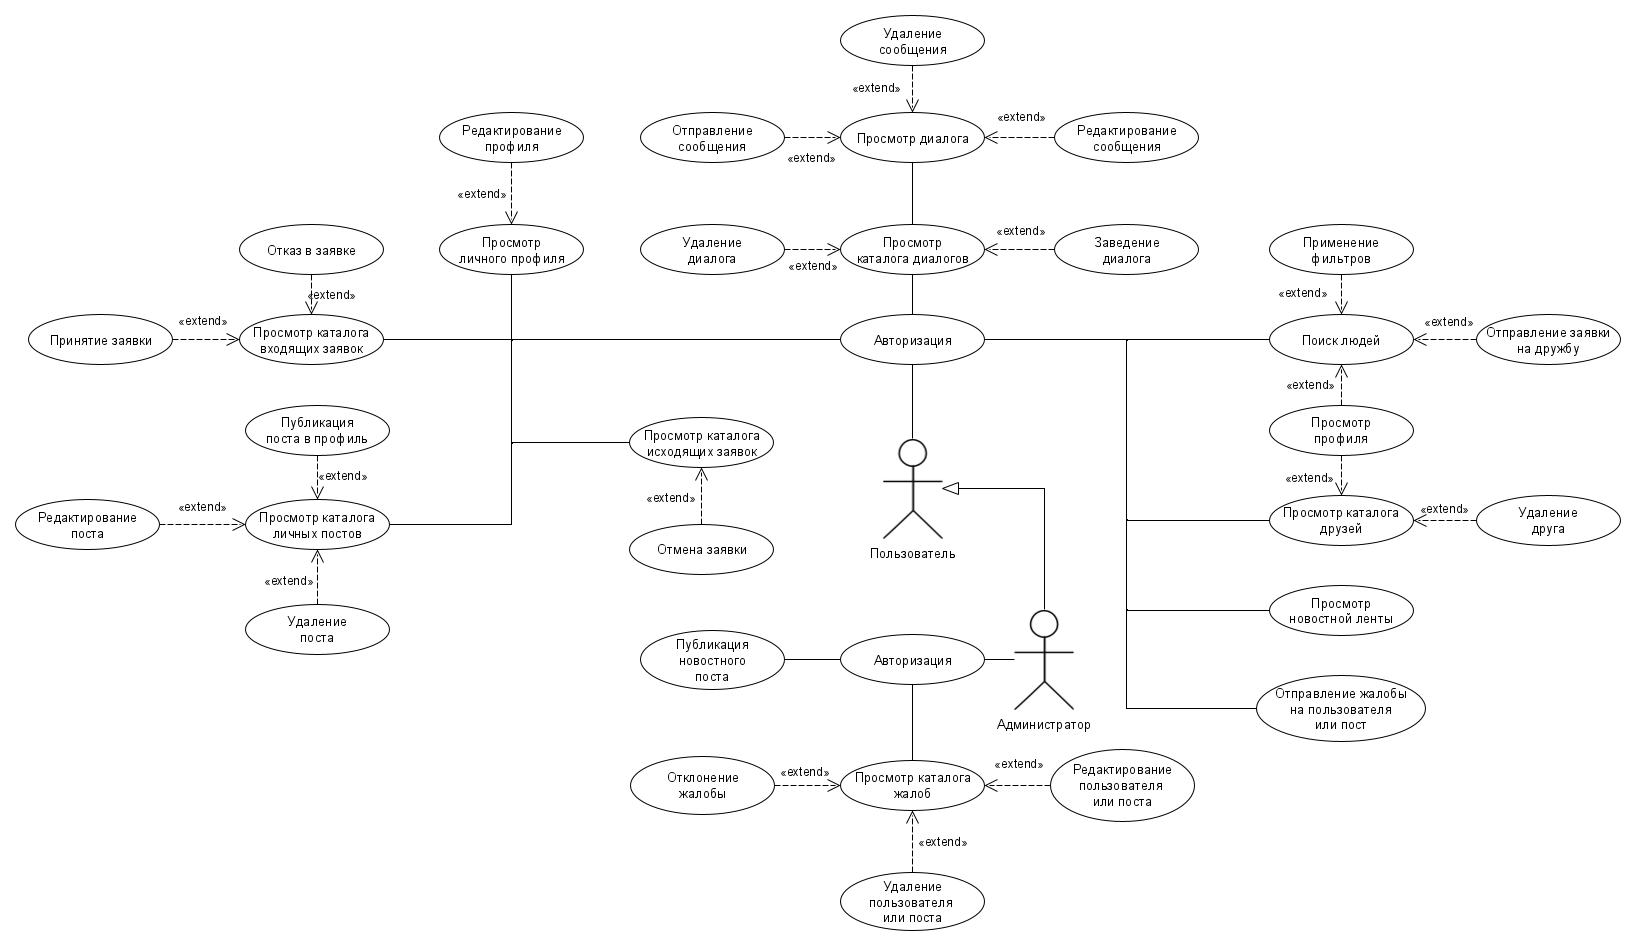 Удаление
сообщения
«extend»
Редактирование
профиля
Отправление
сообщения
«extend»
Просмотр диалога
«extend»
Редактирование
сообщения
«extend»
Отказ в заявке
Просмотр
личного профиля
Удаление
диалога
«extend»
Просмотр
каталога диалогов
«extend»
Заведение
диалога
Применение
фильтров
«extend»
«extend»
Принятие заявки
«extend»
Просмотр каталога
входящих заявок
Авторизация
Поиск людей
«extend»
Отправление заявки
на дружбу
«extend»
Публикация
поста в профиль
«extend»
Просмотр каталога
исходящих заявок
Просмотр
профиля
«extend»
«extend»
Редактирование
поста
«extend»
Просмотр каталога
личных постов
Отмена заявки
Пользователь
Просмотр каталога
друзей
«extend»
Удаление
друга
«extend»
Удаление
поста
Просмотр
новостной ленты
Публикация
новостного
поста
Авторизация
Администратор
Отправление жалобы
на пользователя
или пост
Отклонение
жалобы
«extend»
Просмотр каталога
жалоб
«extend»
Редактирование
пользователя
или поста
«extend»
Удаление
пользователя
или поста